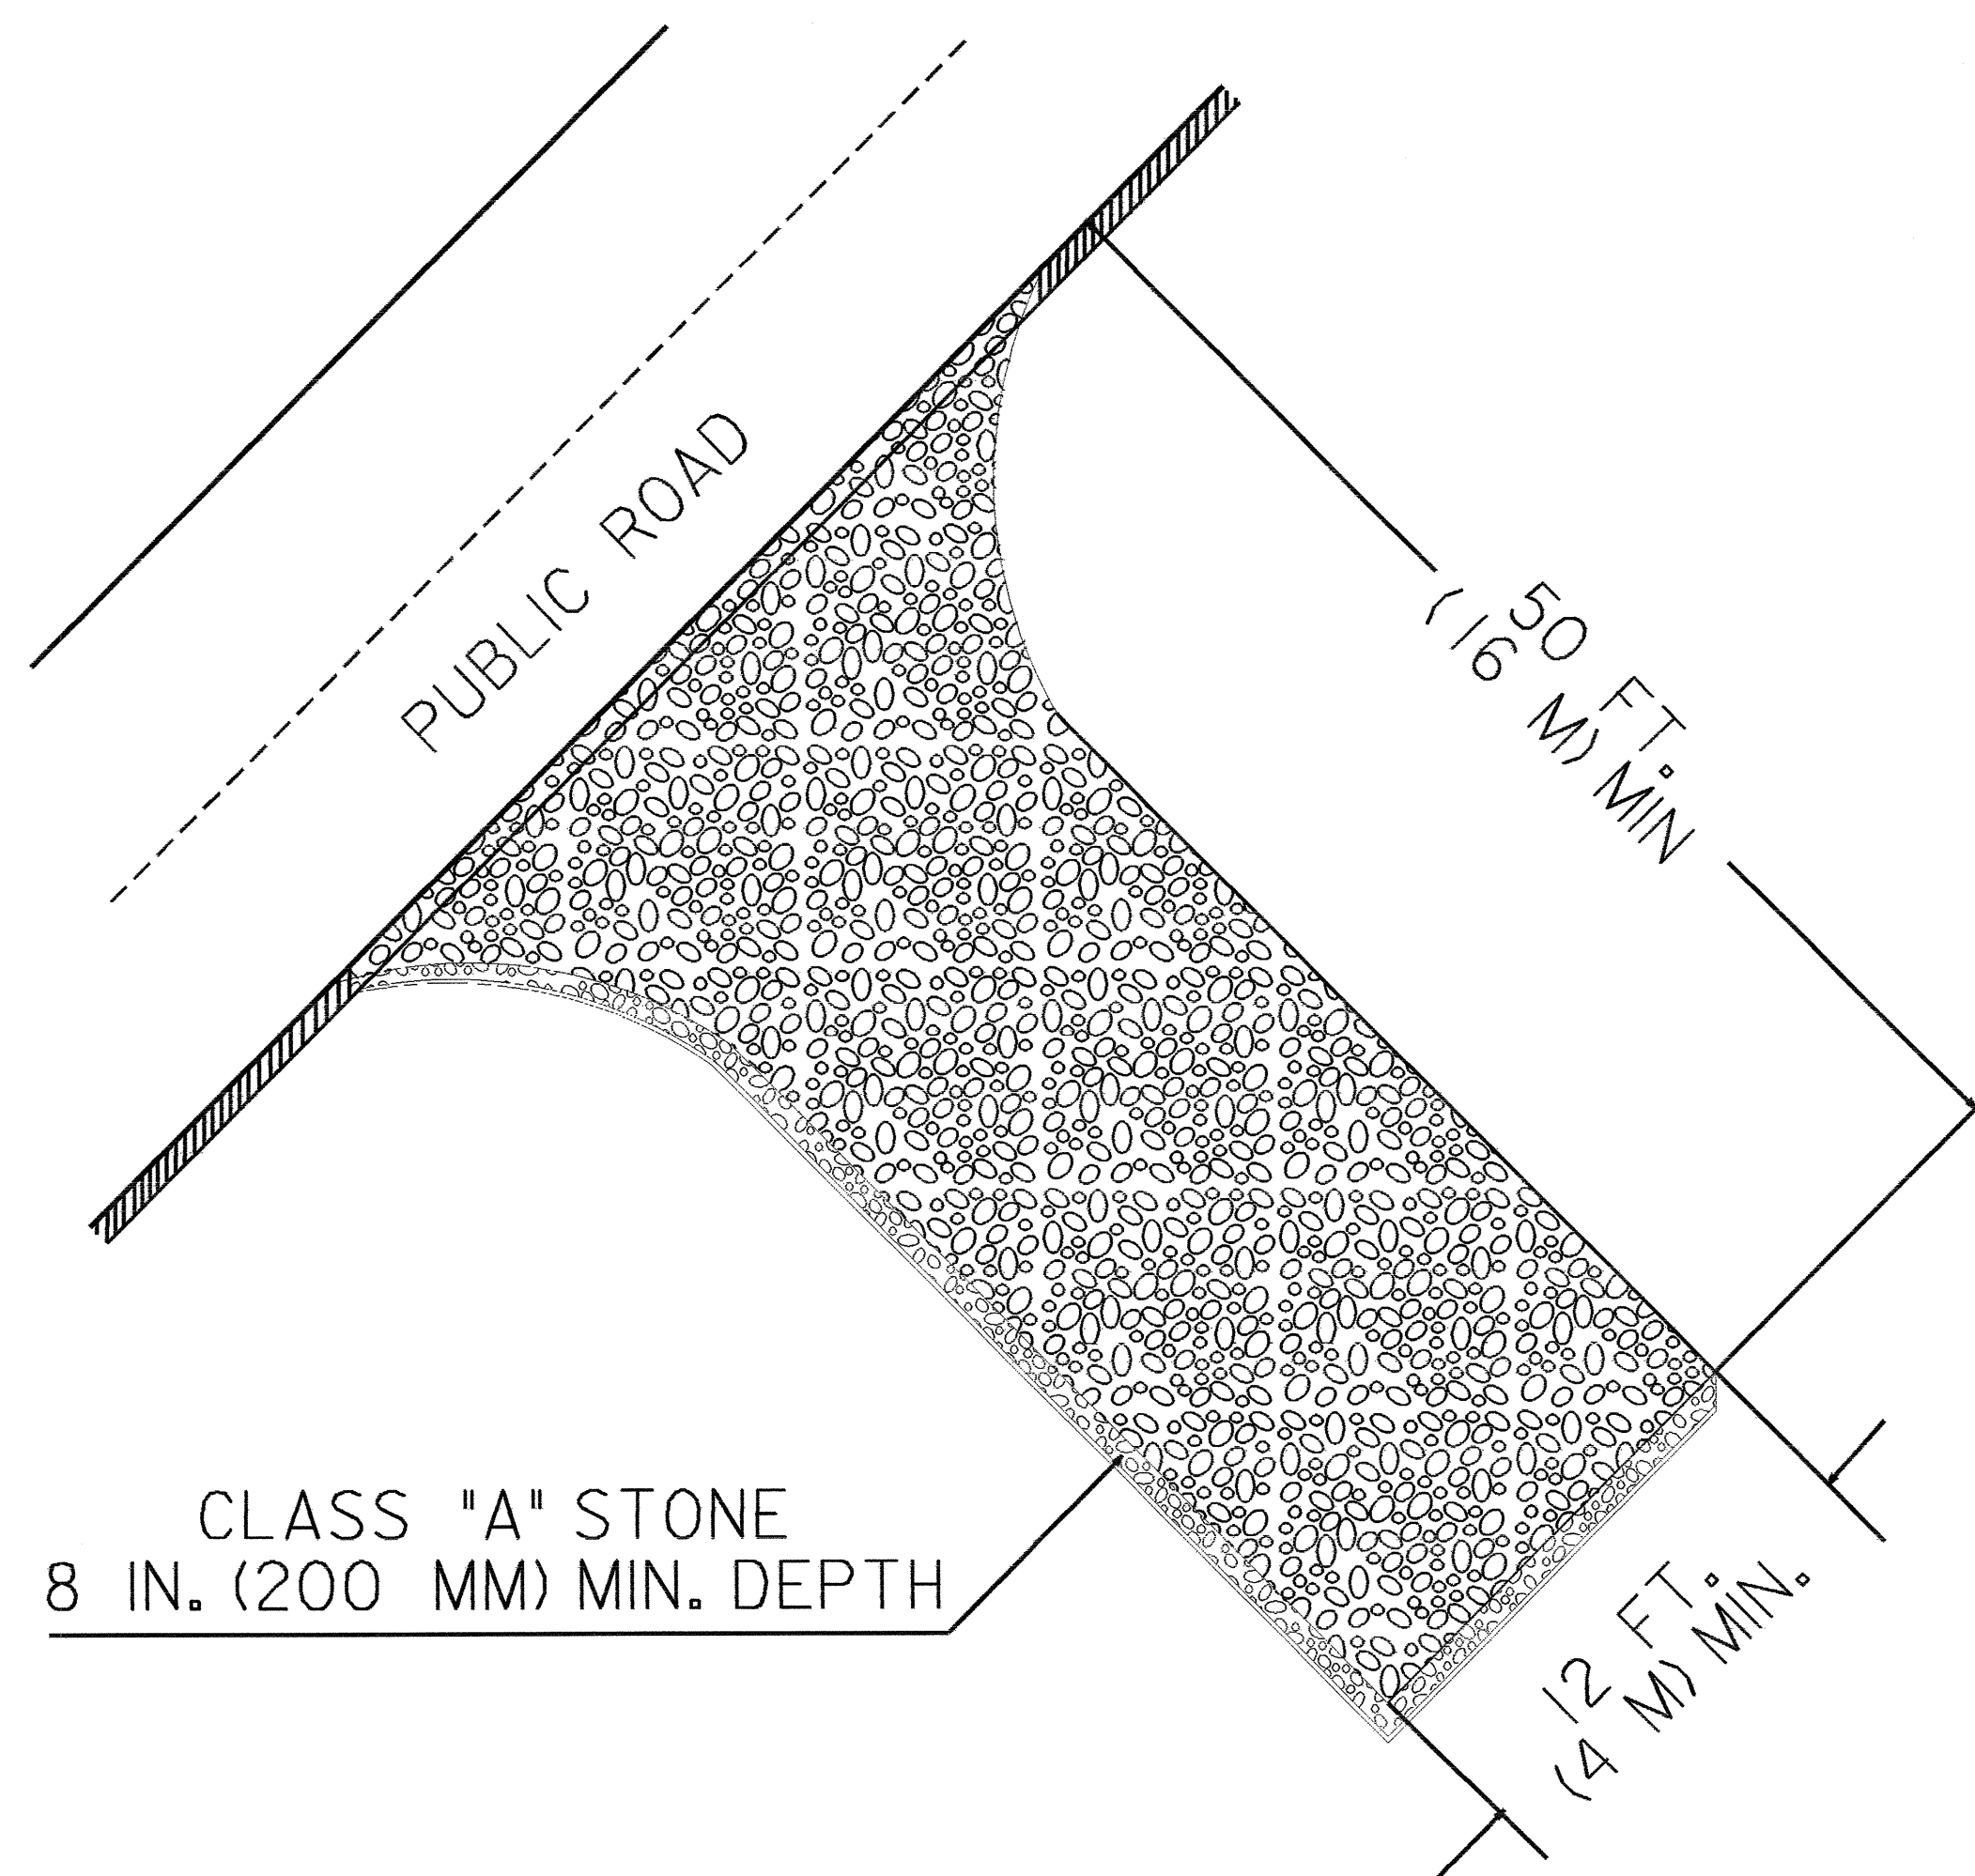 PUBLIC ROAD
50 FT.
(16 M) MIN
CLASS "A" STONE
8 IN. (200 MM) MIN. DEPTH
12 FT.
(4 M) MIN.